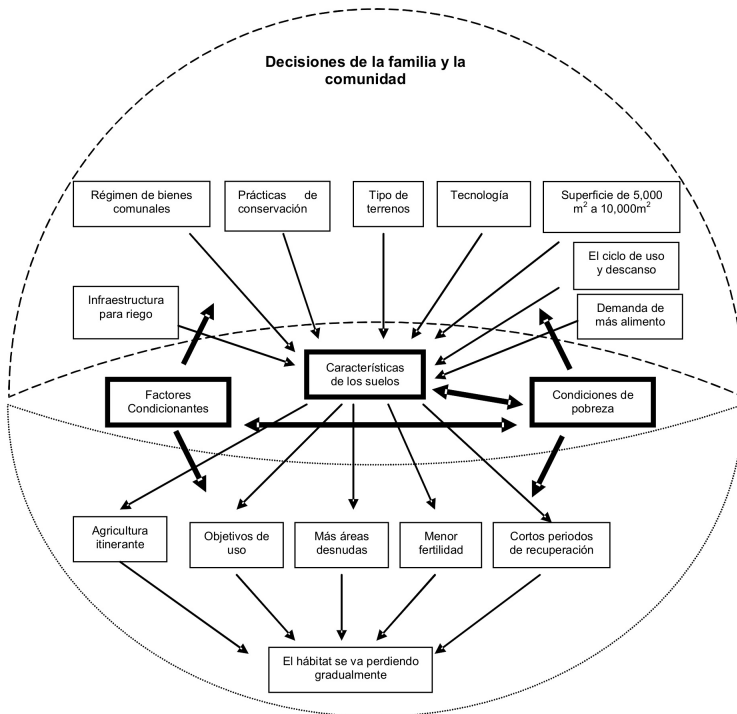 Decisiones de la familia y la
comunidad
Régimen de bienes
comunales
Prácticas de
conservación
Tipo de
terrenos
Tecnología
Superficie de 5,000
m² a 10,000m²
El ciclo de uso
y descanso
Infraestructura
para riego
Demanda de
más alimento
Características
de los suelos
Factores
Condicionantes
Condiciones de
pobreza
Agricultura
itinerante
Objetivos de
uso
Más áreas
desnudas
Menor
fertilidad
Cortos periodos
de recuperación
El hábitat se va perdiendo
gradualmente